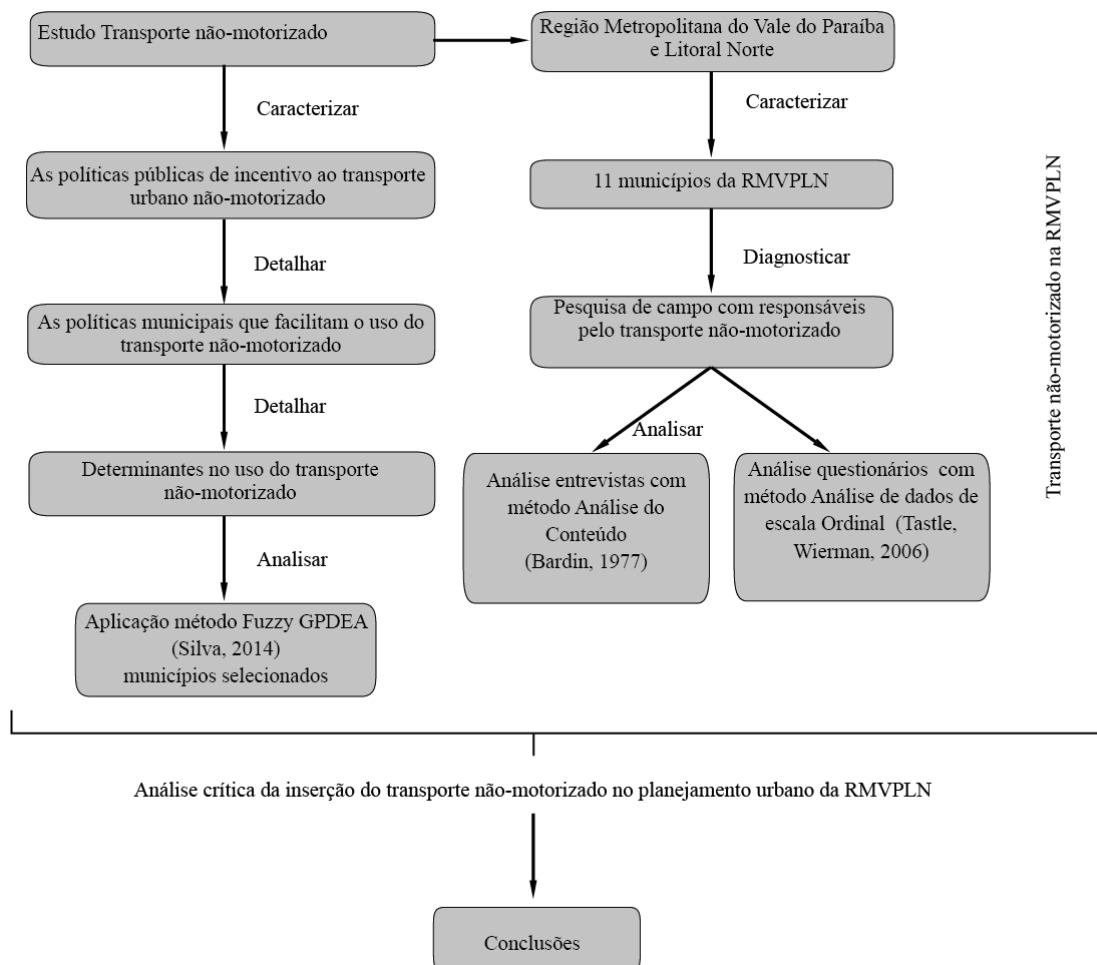 Estudo Transporte não-motorizado
Região Metropolitana do Vale do Paraíba
e Litoral Norte
Caracterizar
Caracterizar
As políticas públicas de incentivo ao transporte
urbano não-motorizado
11 municípios da RMVPLN
Detalhar
Diagnosticar
As políticas municipais que facilitam o uso do
transporte não-motorizado
Pesquisa de campo com responsáveis
pelo transporte não-motorizado
Detalhar
Analisar
Determinantes no uso do transporte
não-motorizado
Análise entrevistas com
método Análise do
Conteúdo
(Bardin, 1977)
Análise questionários com
método Análise de dados de
escala Ordinal (Tastle,
Wierman, 2006)
Analisar
Aplicação método Fuzzy GPDEA
(Silva, 2014)
municípios selecionados
Transporte não-motorizado na RMVPLN
Análise crítica da inserção do transporte não-motorizado no planejamento urbano da RMVPLN
Conclusões